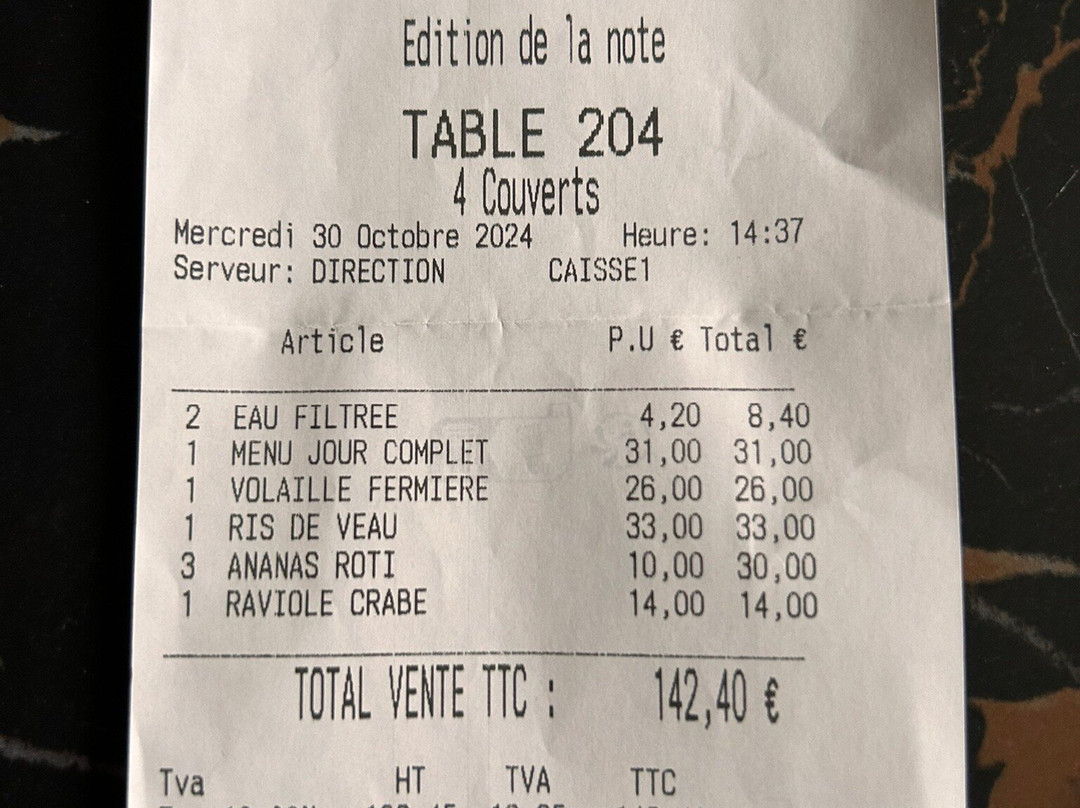 Edition de la note
TABLE 204
4 Couverts
Mercredi 30 Octobre 2024 Heure: 14:37
Serveur: DIRECTION CAISSE1
Article P.U € Total €
2 EAU FILTREE 4,20 8,40
1 MENU JOUR COMPLET 31,00 31,00
1 VOLAILLE FERMIERE 26,00 26,00
1 RIS DE VEAU 33,00 33,00
3 ANANAS ROTI 10,00 30,00
1 RAVIOLE CRABE 14,00 14,00
TOTAL VENTE TTC : 142,40 €
Tva HT TVA TTC